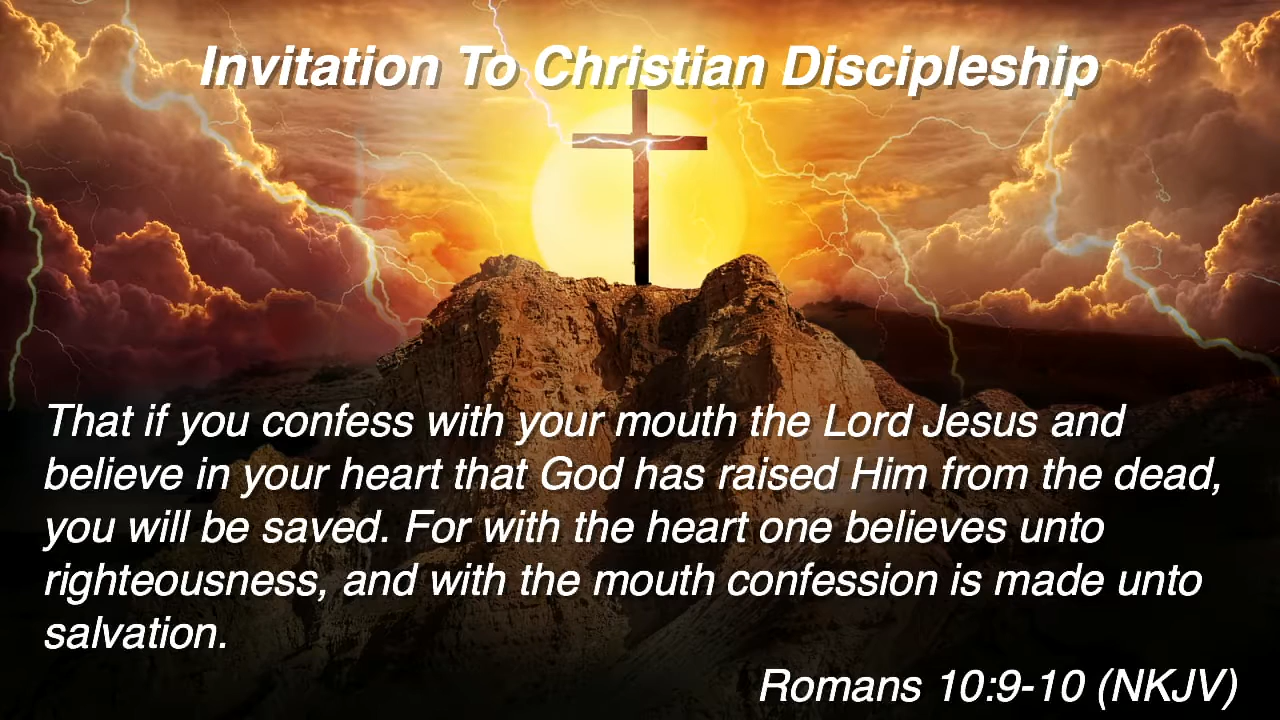 Invitation To Christian Discipleship
That if you confess with your mouth the Lord Jesus and
believe in your heart that God has raised Him from the dead,
you will be saved. For with the heart one believes unto
righteousness, and with the mouth confession is made unto
salvation.
Romans 10:9-10 (NKJV)